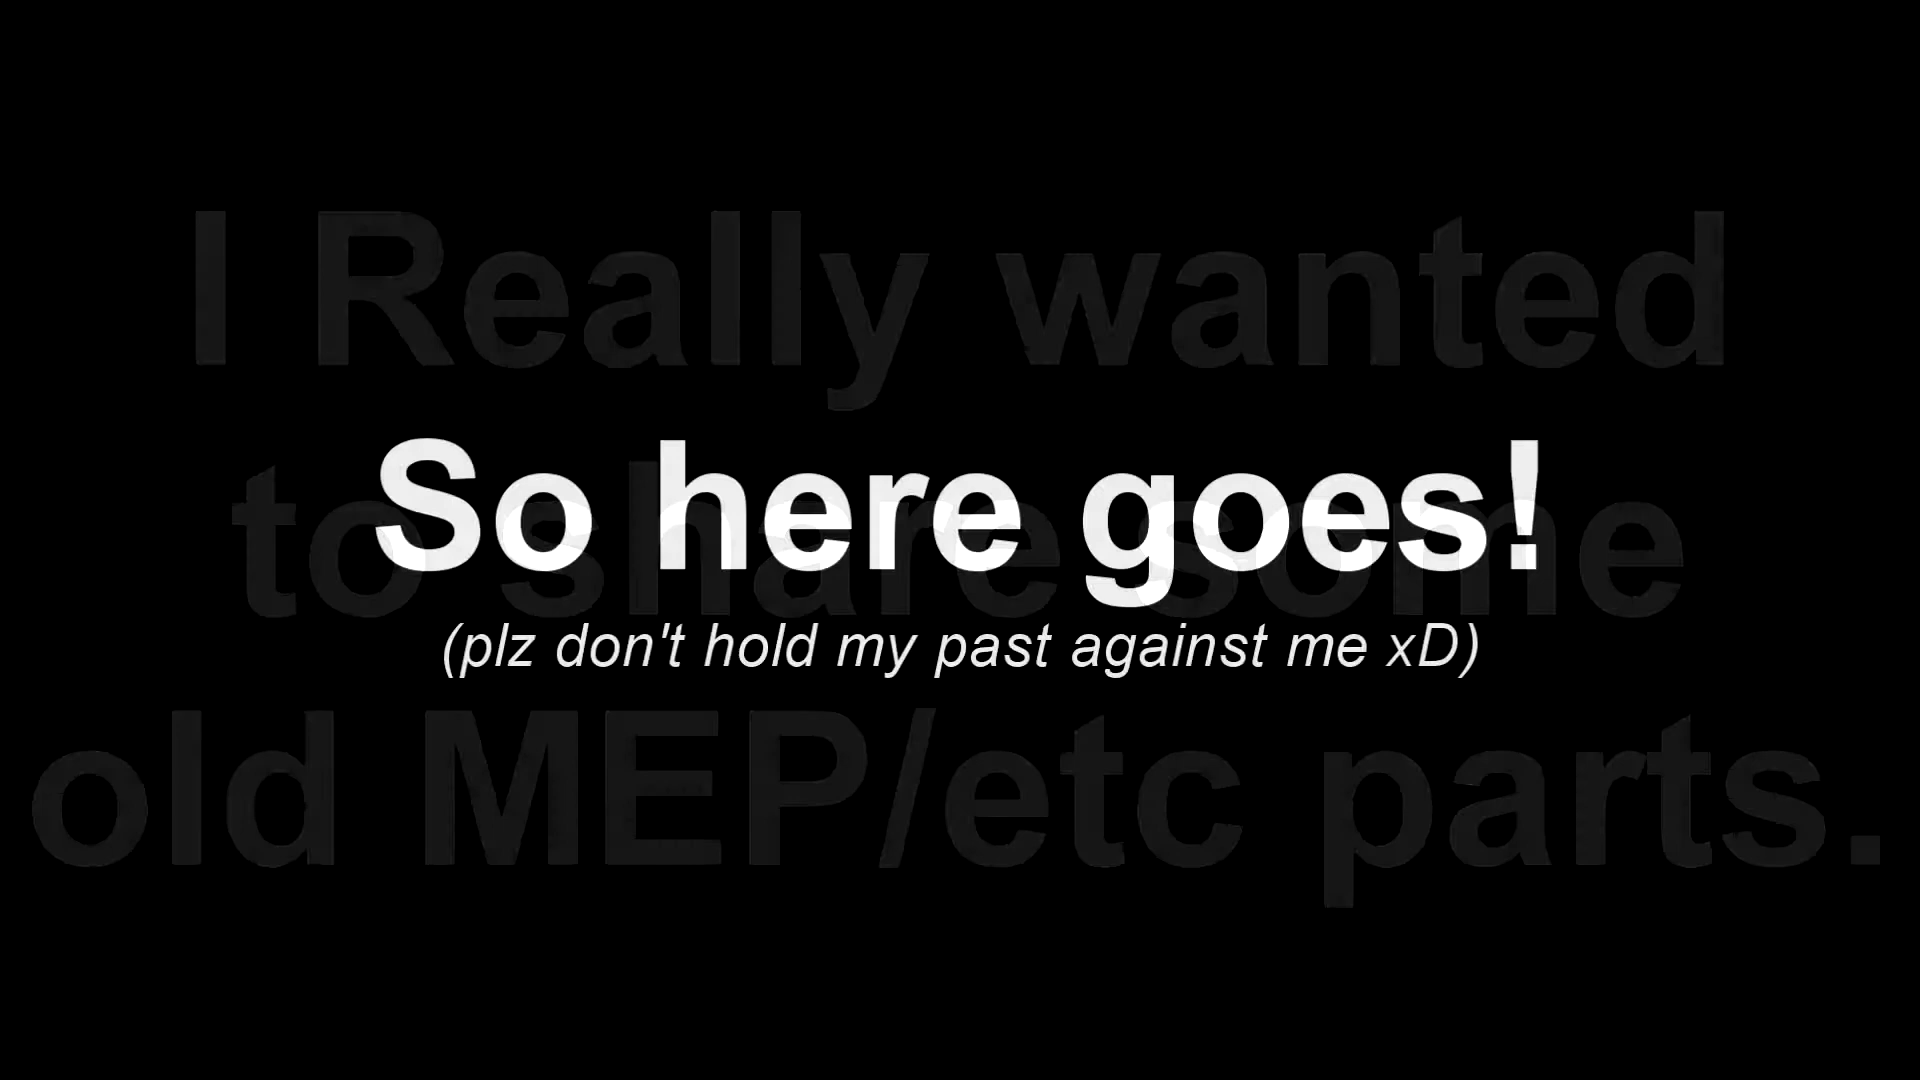 I Really wanted
to share some
old MEP/etc parts.
So here goes!
(plz don't hold my past against me xD)